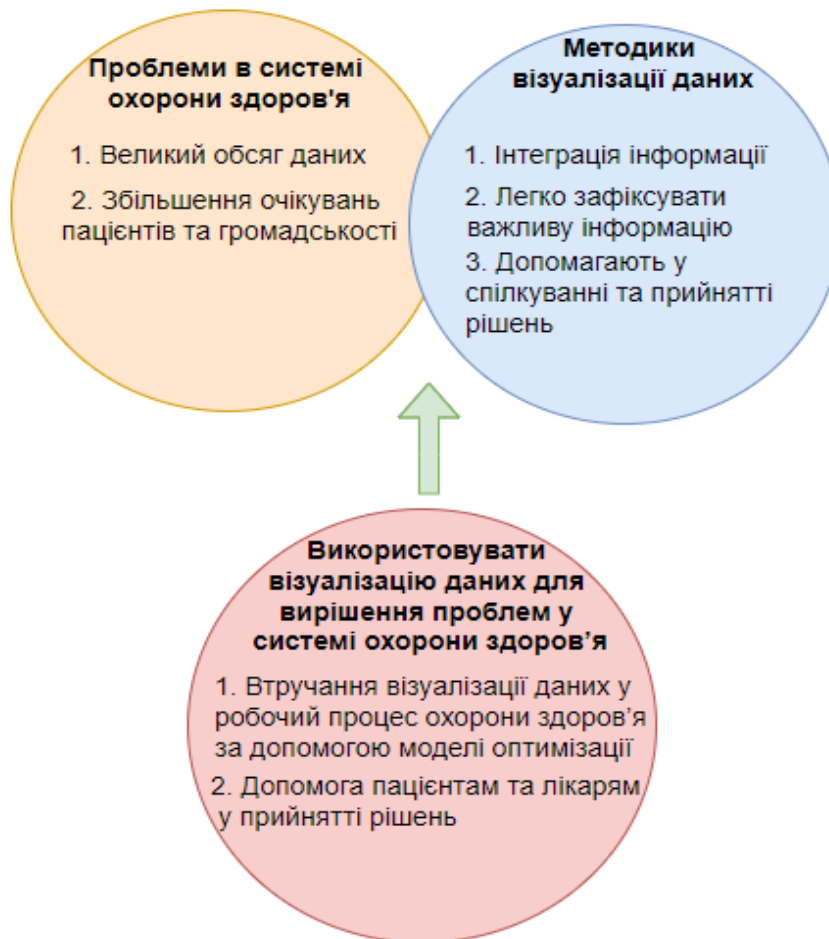 Проблеми в системі
охорони здоров'я
1. Великий обсяг даних
2. Збільшення очікувань
пацієнтів та громадськості
Методики
візуалізації даних
1. Інтеграція інформації
2. Легко зафіксувати
важливу інформацію
3. Допомагають у
спілкуванні та прийнятті
рішень
Використовувати
візуалізацію даних для
вирішення проблем у
системі охорони здоров’я
1. Втручання візуалізації даних у
робочий процес охорони здоров’я
за допомогою моделі оптимізації
2. Допомога пацієнтам та лікарям
у прийнятті рішень